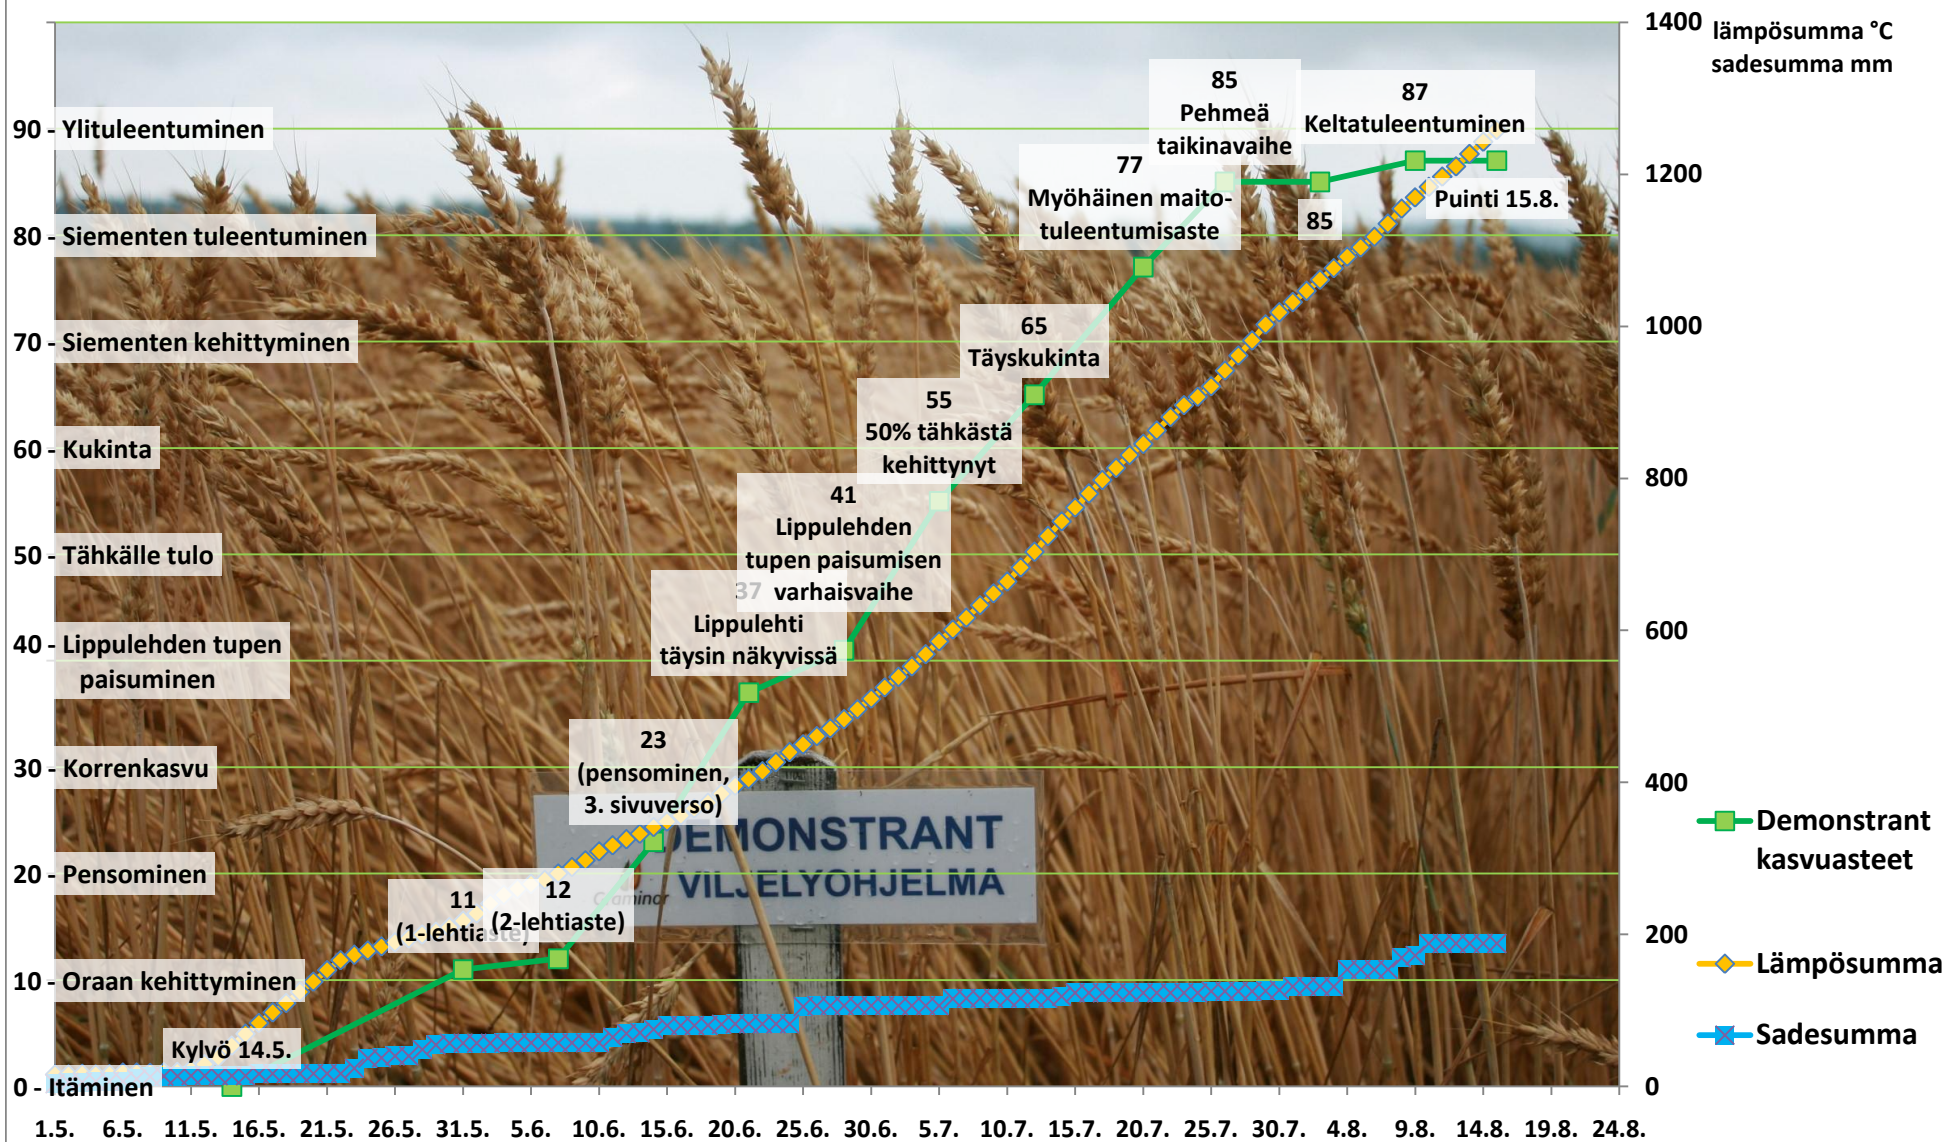 1400
lämpösumma °C
sadesumma mm
1200
1000
800
600
400
200
0
90 - Ylituleentuminen
80 - Siementen tuleentuminen
70 - Siementen kehittyminen
60 - Kukinta
50 - Tähkälle tulo
40 - Lippulehden tupen
paisuminen
30 - Korrenkasvu
20 - Pensominen
10 - Oraan kehittyminen
0 - Itäminen
Kylvö 14.5.
11
(1-lehtiaste)
12
(2-lehtiaste)
23
(pensominen,
3. sivuverso)
37
Lippulehti
täysin näkyvissä
41
Lippulehden
tupen paisumisen
varhaisvaihe
55
50% tähkästä
kehittynyt
65
Täyskukinta
77
Myöhäinen maito-
tuleentumisaste
85
Pehmeä
taikinavaihe
85
87
Keltatuleentuminen
Puinti 15.8.
DEMONSTRANT
VILJELYOHJELMA
Graminor
Demonstrant
kasvuasteet
Lämpösumma
Sadesumma
1.5. 6.5. 11.5. 16.5. 21.5. 26.5. 31.5. 5.6. 10.6. 15.6. 20.6. 25.6. 30.6. 5.7. 10.7. 15.7. 20.7. 25.7. 30.7. 4.8. 9.8. 14.8. 19.8. 24.8.